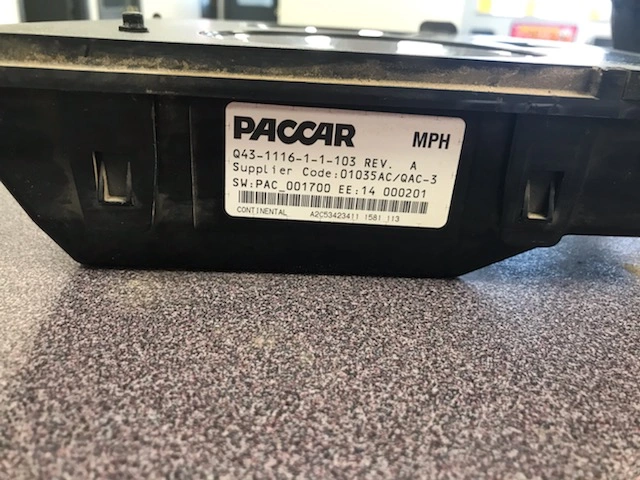 PACCAR MPH
Q43-1116-1-1-103 REV. A
Supplier Code:01035AC/QAC-3
SW:PAC_001700 EE:14 000201
CONTINENTAL A2C53423411 1581 113